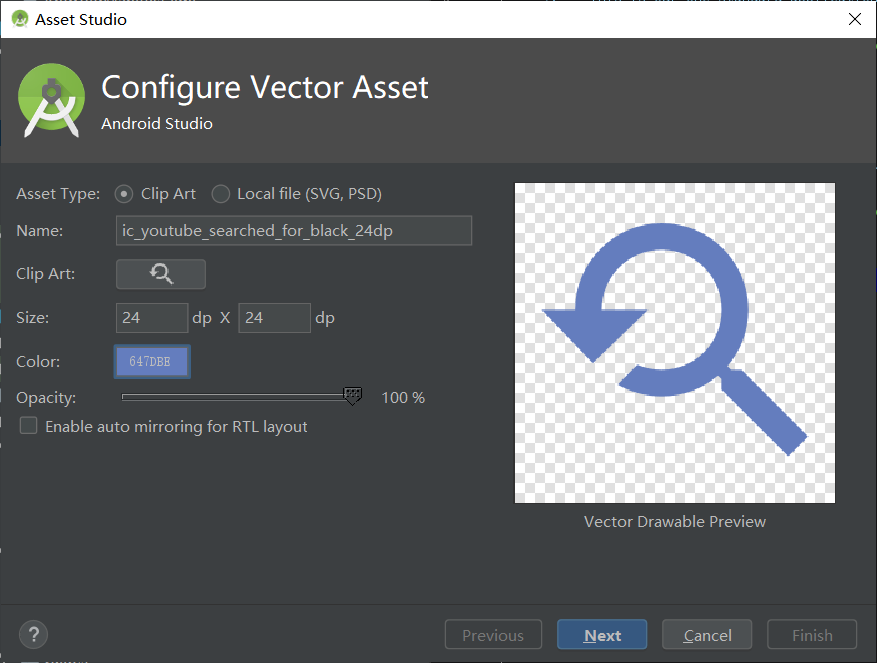 Asset Studio
Configure Vector Asset
Android Studio
Asset Type: Clip Art Local file (SVG, PSD)
Name: ic_youtube_searched_for_black_24dp
Clip Art:
Size: 24 dp X 24 dp
Color: 647DBE
Opacity: 100 %
Enable auto mirroring for RTL layout
Vector Drawable Preview
? Previous Next Cancel Finish